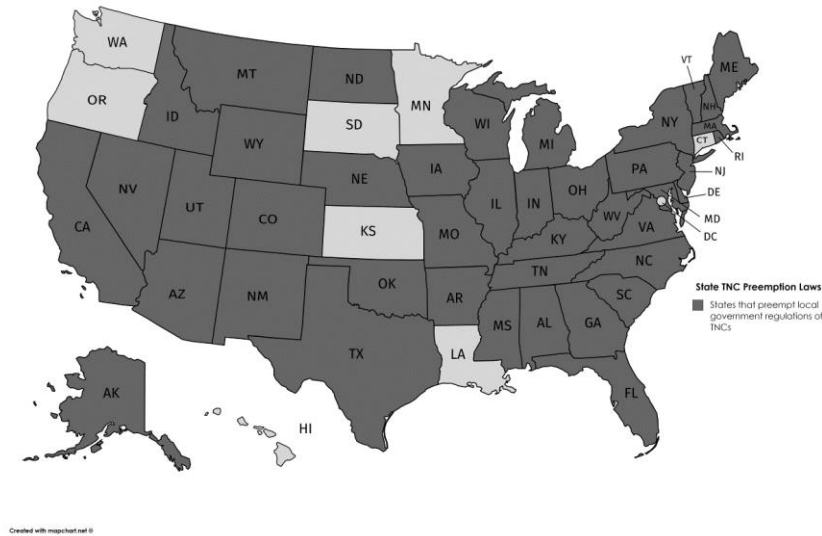 WA
MT
ND
MN
VT
ME
OR
ID
SD
WI
NH
NY
MA
WY
MI
CT
RI
IA
PA
NJ
NV
NE
OH
DE
UT
IL
IN
MD
CA
CO
WV
VA
DC
KS
MO
KY
NC
TN
OK
AZ
NM
AR
SC
MS
AL
GA
TX
LA
AK
FL
HI
State TNC Preemption Laws
States that preempt local
government regulations of
TNCs
Created with mapchart.net ©